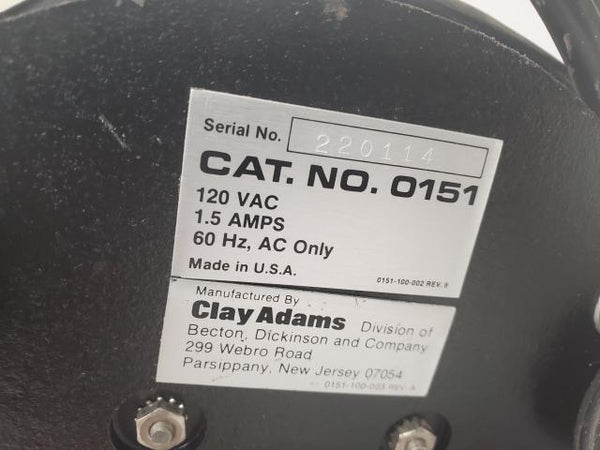 Serial No. 220114
CAT. NO. 0151
120 VAC
1.5 AMPS
60 Hz, AC Only
Made in U.S.A.
0151-100-002 REV.
Manufactured By
Clay Adams Division of
Becton, Dickinson and Company
299 Webro Road
Parsippany, New Jersey 07054
0151-100-003 REV.